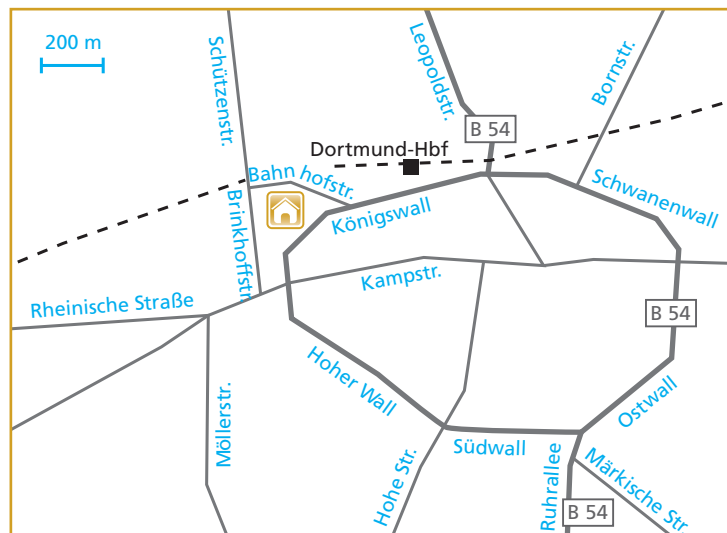 200 m
Schützenstr.
Leopoldstr.
Bornstr.
B 54
Dortmund-Hbf
Bahn hofstr.
Schwanenwall
Brinkhoffstr.
Königswall
Kampstr.
Rheinische Straße
B 54
Hoher Wall
Möllerstr.
Ostwall
Südwall
Hohe Str.
Ruhrallee
Märkische Str.
B 54